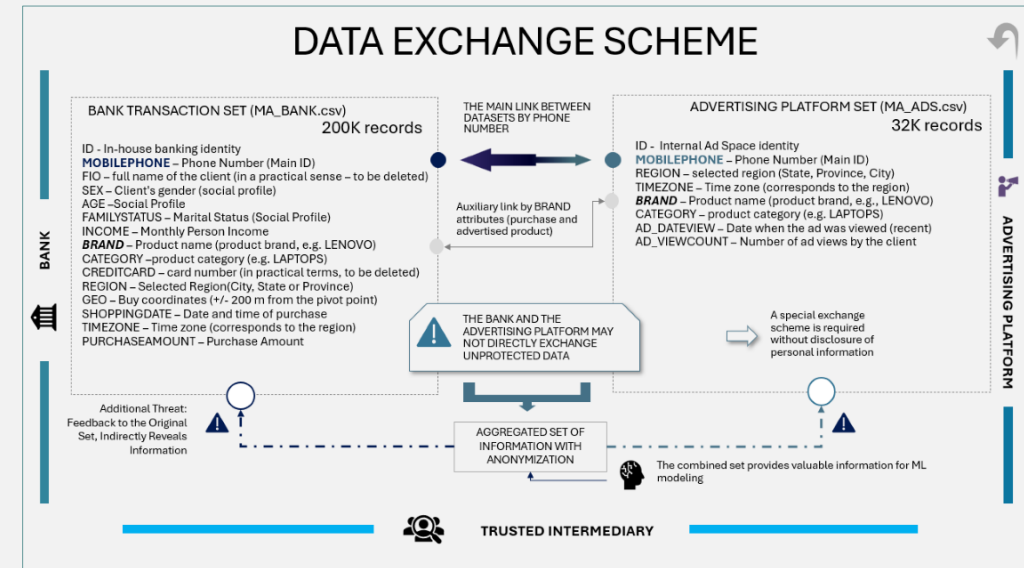 DATA EXCHANGE SCHEME
BANK TRANSACTION SET (MA_BANK.csv)
200K records
ID - In-house banking identity
MOBILEPHONE – Phone Number (Main ID)
FIO – full name of the client (in a practical sense – to be deleted)
SEX – Client's gender (social profile)
AGE –Social Profile
FAMILYSTATUS – Marital Status (Social Profile)
INCOME – Monthly Person Income
BRAND – Product name (product brand, e.g. LENOVO)
CATEGORY –product category (e.g. LAPTOPS)
CREDITCARD – card number (in practical terms, to be deleted)
REGION – Selected Region(City, State or Province)
GEO – Buy coordinates (+/- 200 m from the pivot point)
SHOPPINGDATE – Date and time of purchase
TIMEZONE – Time zone (corresponds to the region)
PURCHASEAMOUNT – Purchase Amount
THE MAIN LINK BETWEEN
DATASETS BY PHONE
NUMBER
Auxiliary link by BRAND
attributes (purchase and
advertised product)
ADVERTISING PLATFORM SET (MA_ADS.csv)
32K records
ID - Internal Ad Space identity
MOBILEPHONE – Phone Number (Main ID)
REGION – selected region (State, Province, City)
TIMEZONE – Time zone (corresponds to the region)
BRAND – Product name (product brand, e.g., LENOVO)
CATEGORY – product category (e.g. LAPTOPS)
AD_DATEVIEW – Date when the ad was viewed (recent)
AD_VIEWCOUNT – Number of ad views by the client
BANK
ADVERTISING PLATFORM
THE BANK AND THE
ADVERTISING PLATFORM MAY
NOT DIRECTLY EXCHANGE
UNPROTECTED DATA
A special exchange
scheme is required
without disclosure of
personal information
Additional Threat:
Feedback to the Original
Set, Indirectly Reveals
Information
AGGREGATED SET OF
INFORMATION WITH
ANONYMIZATION
The combined set provides valuable information for ML
modeling
TRUSTED INTERMEDIARY